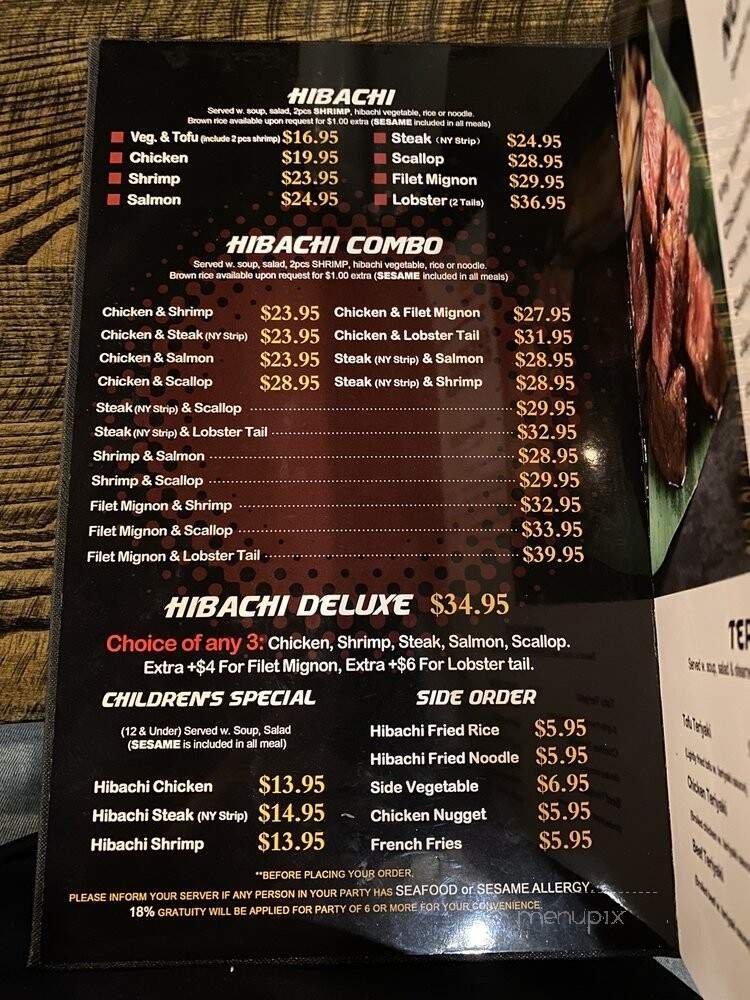 HIBACHI
Served w. soup, salad, 2pcs SHRIMP, hibachi vegetable, rice or noodle.
Brown rice available upon request for $1.00 extra (SESAME included in all meals)
Veg. & Tofu (include 2 pcs shrimp) $16.95
Chicken $19.95
Shrimp $23.95
Salmon $24.95
Steak (NY Strip) $24.95
Scallop $28.95
Filet Mignon $29.95
Lobster (2 Tails) $36.95
HIBACHI COMBO
Served w. soup, salad, 2pcs SHRIMP, hibachi vegetable, rice or noodle.
Brown rice available upon request for $1.00 extra (SESAME included in all meals)
Chicken & Shrimp $23.95 Chicken & Filet Mignon $27.95
Chicken & Steak (NY Strip) $23.95 Chicken & Lobster Tail $31.95
Chicken & Salmon $23.95 Steak (NY Strip) & Salmon $28.95
Chicken & Scallop $28.95 Steak (NY Strip) & Shrimp $28.95
Steak (NY Strip) & Scallop $29.95
Steak (NY Strip) & Lobster Tail $32.95
Shrimp & Salmon $28.95
Shrimp & Scallop $29.95
Filet Mignon & Shrimp $32.95
Filet Mignon & Scallop $33.95
Filet Mignon & Lobster Tail $39.95
HIBACHI DELUXE $34.95
Choice of any 3: Chicken, Shrimp, Steak, Salmon, Scallop.
Extra +$4 For Filet Mignon, Extra +$6 For Lobster tail.
CHILDREN'S SPECIAL
(12 & Under) Served w. Soup, Salad
(SESAME is included in all meal)
Hibachi Chicken $13.95
Hibachi Steak (NY Strip) $14.95
Hibachi Shrimp $13.95
SIDE ORDER
Hibachi Fried Rice $5.95
Hibachi Fried Noodle $5.95
Side Vegetable $6.95
Chicken Nugget $5.95
French Fries $5.95
**BEFORE PLACING YOUR ORDER,
PLEASE INFORM YOUR SERVER IF ANY PERSON IN YOUR PARTY HAS SEAFOOD or SESAME ALLERGY.
18% GRATUITY WILL BE APPLIED FOR PARTY OF 6 OR MORE FOR YOUR CONVENIENCE.
menupix
Served w. soup, salad &
Tofu Teriyaki
Chicken Teriyaki
Beef Teriyaki